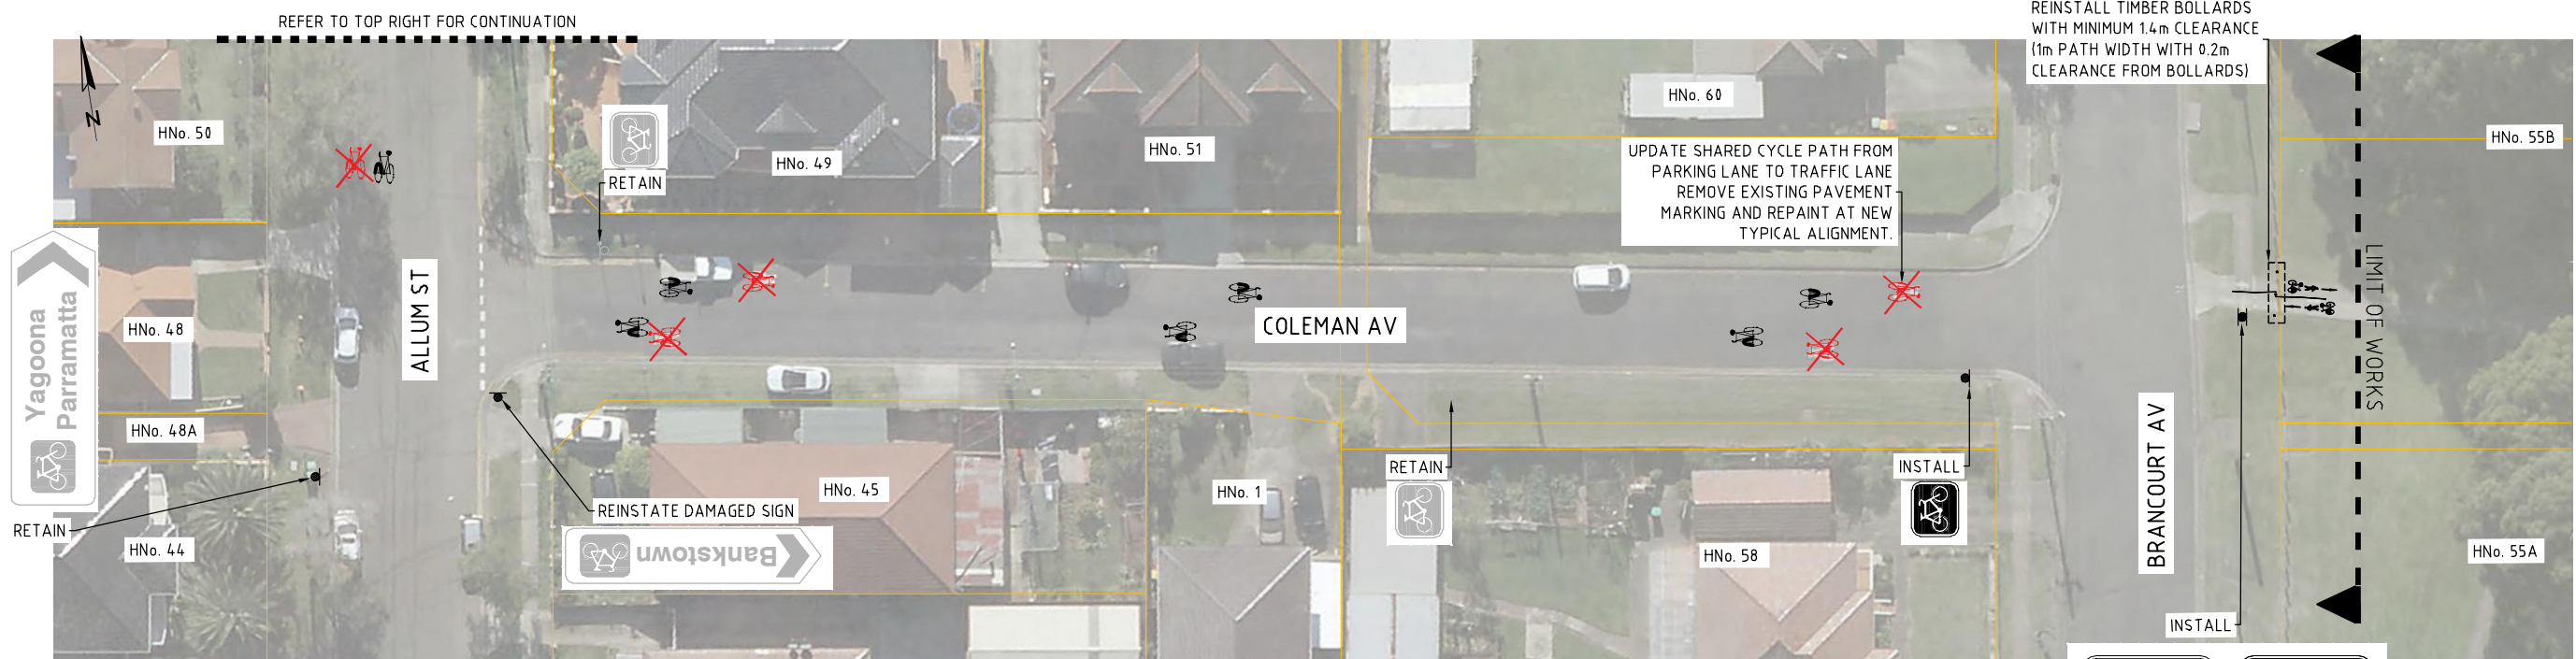 REFER TO TOP RIGHT FOR CONTINUATION
REINSTALL TIMBER BOLLARDS
WITH MINIMUM 1.4m CLEARANCE
(1m PATH WIDTH WITH 0.2m
CLEARANCE FROM BOLLARDS)
N
HNo. 50
HNo. 49
HNo. 51
HNo. 60
HNo. 55B
RETAIN
UPDATE SHARED CYCLE PATH FROM
PARKING LANE TO TRAFFIC LANE
REMOVE EXISTING PAVEMENT
MARKING AND REPAINT AT NEW
TYPICAL ALIGNMENT.
Yagoona
Parramatta
HNo. 48
ALLUM ST
COLEMAN AV
LIMIT OF WORKS
HNo. 48A
RETAIN
HNo. 44
REINSTATE DAMAGED SIGN
HNo. 45
Bankstown
HNo. 1
RETAIN
INSTALL
HNo. 58
BRANCOURT AV
HNo. 55A
INSTALL